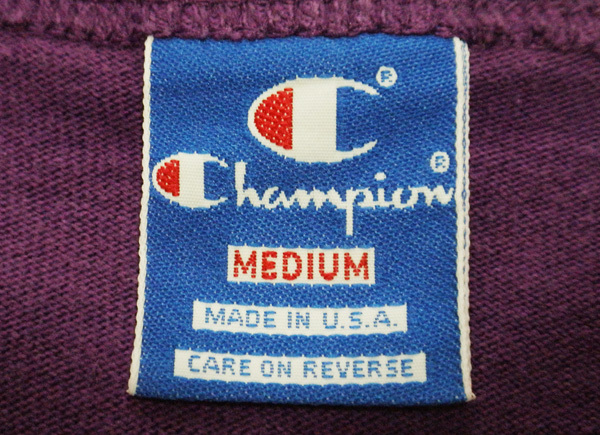 C®
Champion®
MEDIUM
MADE IN U.S.A.
CARE ON REVERSE